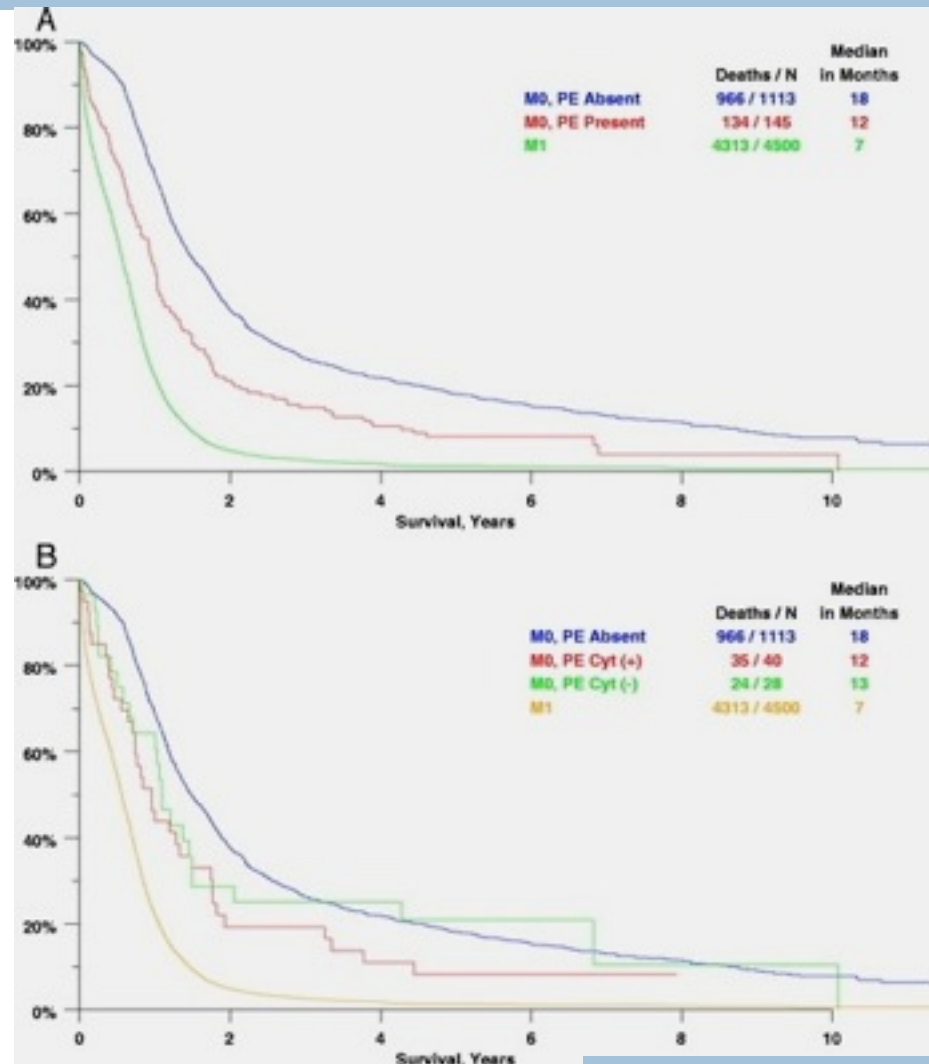 A
100%
Median
Deaths / N in Months
M0, PE Absent 966 / 1113 18
M0, PE Present 134 / 145 12
M1 4313 / 4500 7
80%
60%
40%
20%
0%
0 2 4 6 8 10
Survival, Years
B
100%
Median
Deaths / N in Months
M0, PE Absent 966 / 1113 18
M0, PE Cyt (+) 35 / 40 12
M0, PE Cyt (-) 24 / 28 13
M1 4313 / 4500 7
80%
60%
40%
20%
0%
0 2 4 6 8 10
Survival, Years